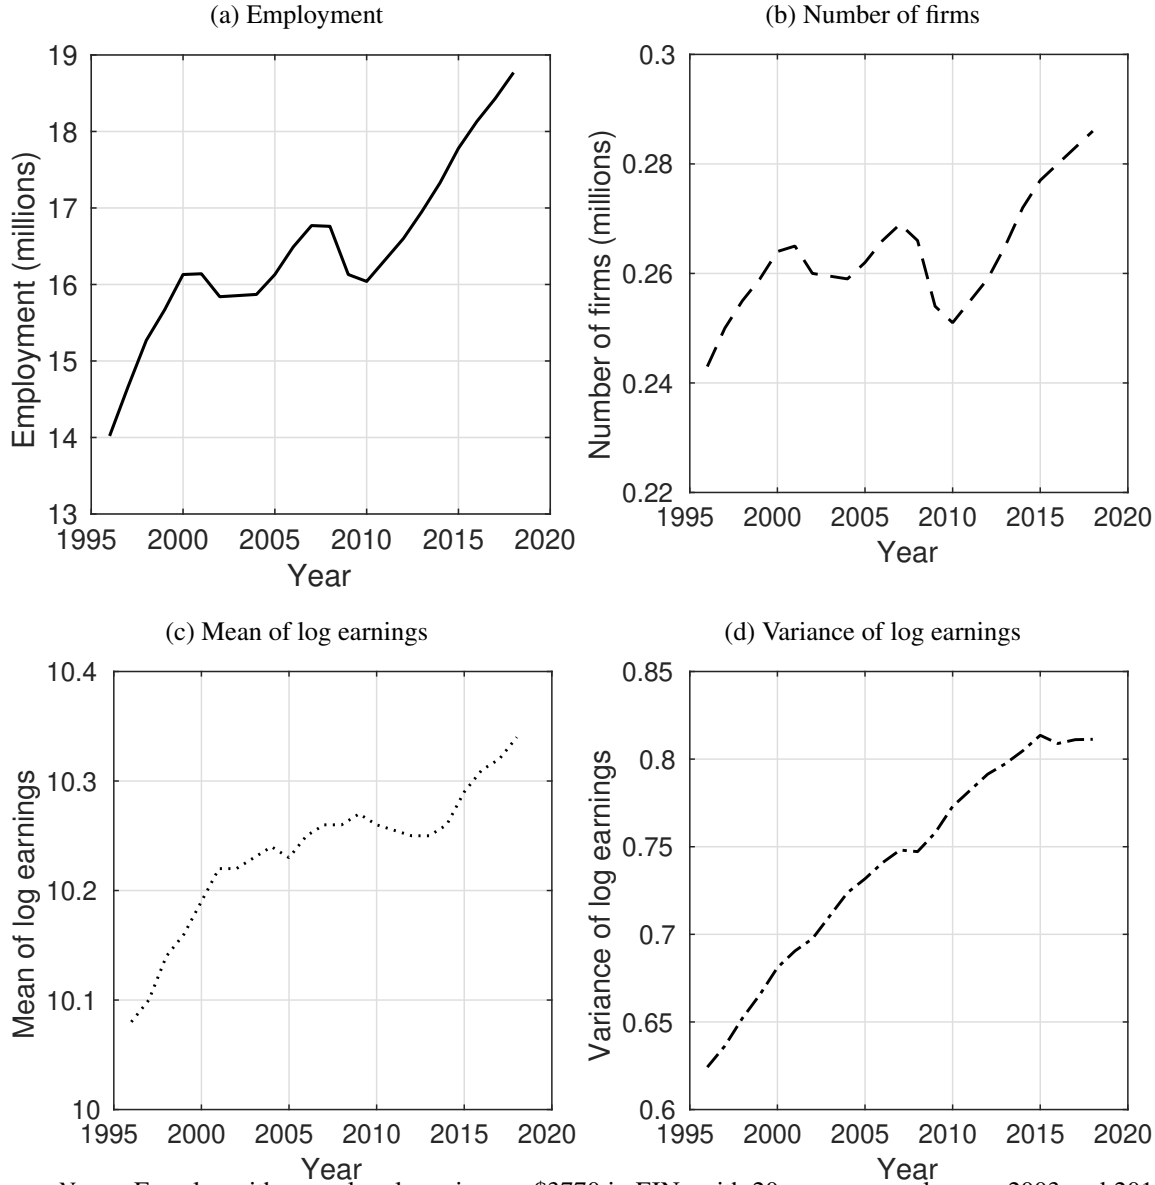 (a) Employment
19
18
17
16
15
14
13
1995 2000 2005 2010 2015 2020
Employment (millions)
Year
(b) Number of firms
0.3
0.28
0.26
0.24
0.22
1995 2000 2005 2010 2015 2020
Number of firms (millions)
Year
(c) Mean of log earnings
10.4
10.3
10.2
10.1
10
1995 2000 2005 2010 2015 2020
Mean of log earnings
Year
(d) Variance of log earnings
0.85
0.8
0.75
0.7
0.65
0.6
1995 2000 2005 2010 2015 2020
Variance of log earnings
Year